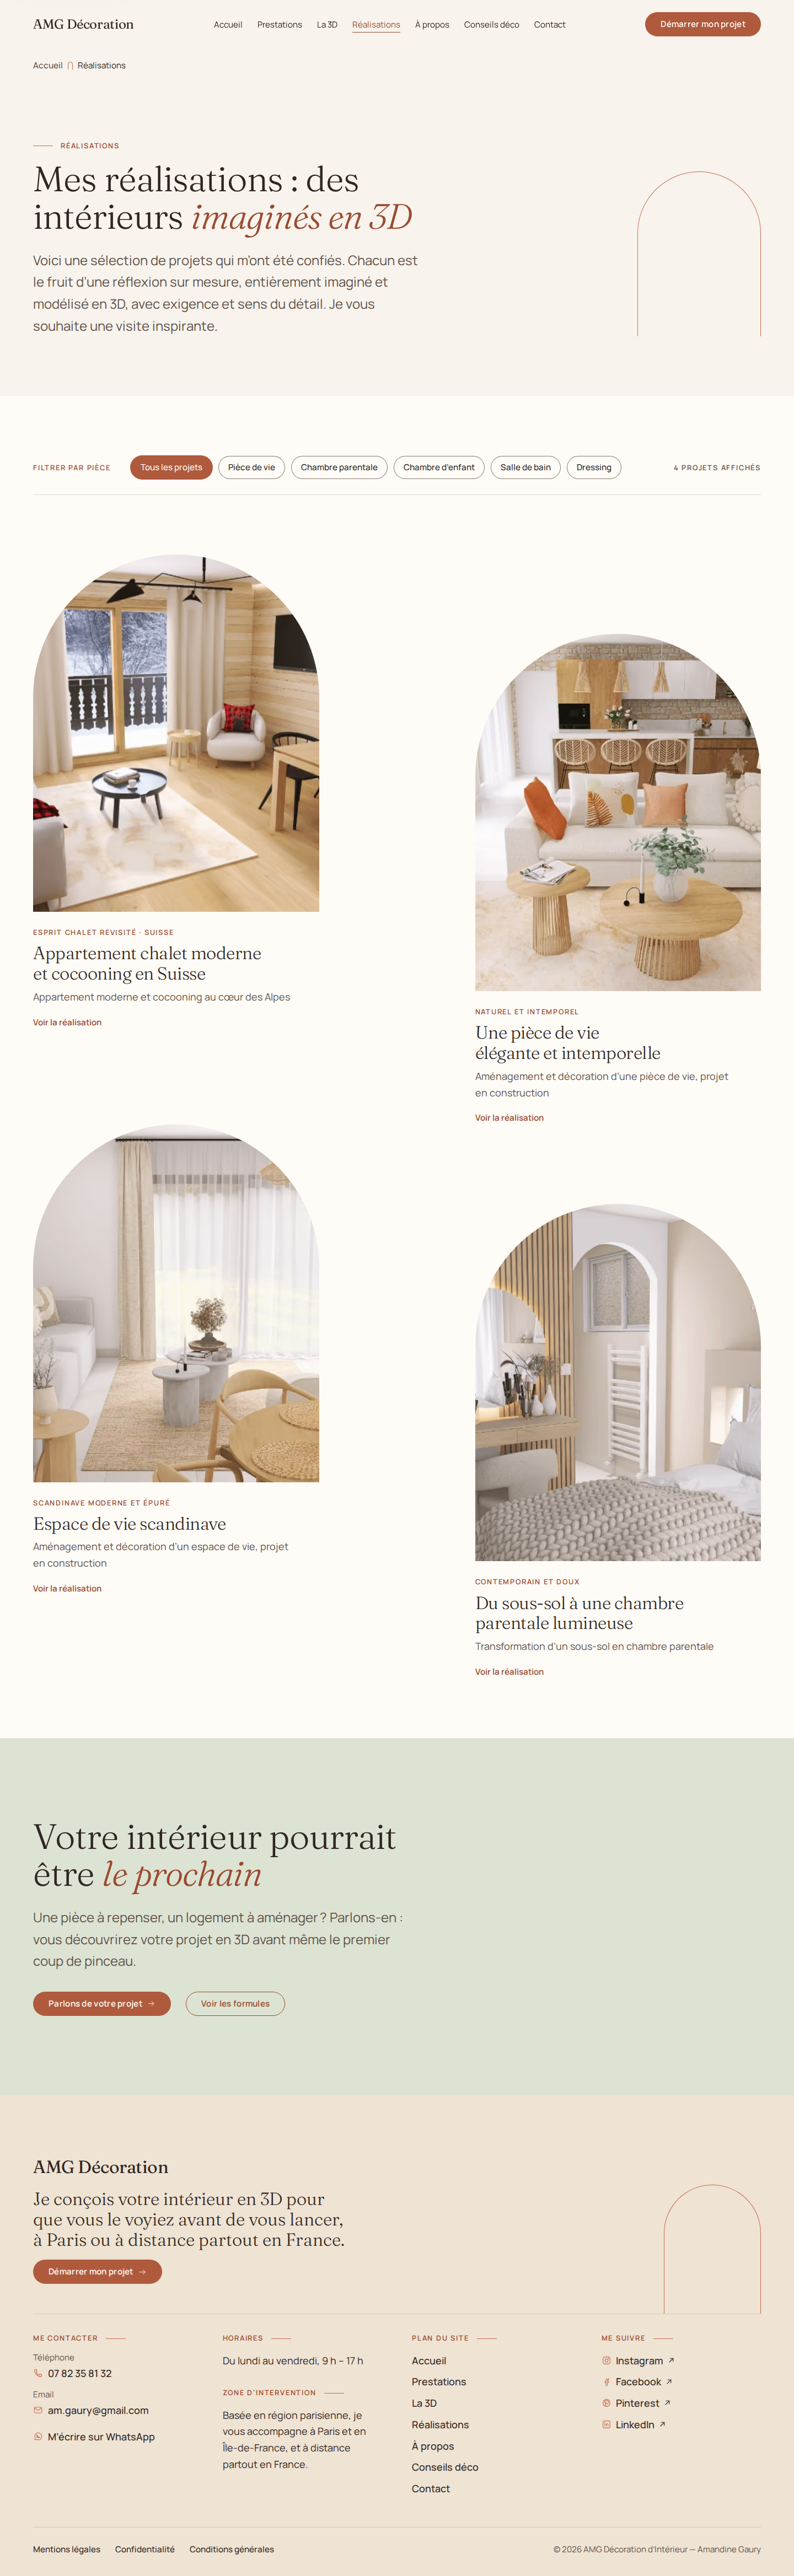 AMG Décoration
Accueil
Prestations
La 3D
Réalisations
À propos
Conseils déco
Contact
Démarrer mon projet
Accueil
Réalisations
RÉALISATIONS
Mes réalisations : des
intérieurs imaginés en 3D
Voici une sélection de projets qui m'ont été confiés. Chacun est
le fruit d'une réflexion sur mesure, entièrement imaginé et
modélisé en 3D, avec exigence et sens du détail. Je vous
souhaite une visite inspirante.
FILTRER PAR PIÈCE
Tous les projets
Pièce de vie
Chambre parentale
Chambre d'enfant
Salle de bain
Dressing
4 PROJETS AFFICHÉS
ESPRIT CHALET REVISITÉ · SUISSE
Appartement chalet moderne
et cocooning en Suisse
Appartement moderne et cocooning au cœur des Alpes
Voir la réalisation
NATUREL ET INTEMPOREL
Une pièce de vie
élégante et intemporelle
Aménagement et décoration d'une pièce de vie, projet
en construction
Voir la réalisation
SCANDINAVE MODERNE ET ÉPURÉ
Espace de vie scandinave
Aménagement et décoration d'un espace de vie, projet
en construction
Voir la réalisation
CONTEMPORAIN ET DOUX
Du sous-sol à une chambre
parentale lumineuse
Transformation d'un sous-sol en chambre parentale
Voir la réalisation
Votre intérieur pourrait
être le prochain
Une pièce à repenser, un logement à aménager ? Parlons-en :
vous découvrirez votre projet en 3D avant même le premier
coup de pinceau.
Parlons de votre projet →
Voir les formules
AMG Décoration
Je conçois votre intérieur en 3D pour
que vous le voyiez avant de vous lancer,
à Paris ou à distance partout en France.
Démarrer mon projet →
ME CONTACTER
Téléphone
07 82 35 81 32
Email
am.gaury@gmail.com
M'écrire sur WhatsApp
HORAIRES
Du lundi au vendredi, 9 h – 17 h
ZONE D'INTERVENTION
Basée en région parisienne, je
vous accompagne à Paris et en
Île-de-France, et à distance
partout en France.
PLAN DU SITE
Accueil
Prestations
La 3D
Réalisations
À propos
Conseils déco
Contact
ME SUIVRE
Instagram ↗
Facebook ↗
Pinterest ↗
LinkedIn ↗
Mentions légales
Confidentialité
Conditions générales
© 2026 AMG Décoration d'Intérieur — Amandine Gaury